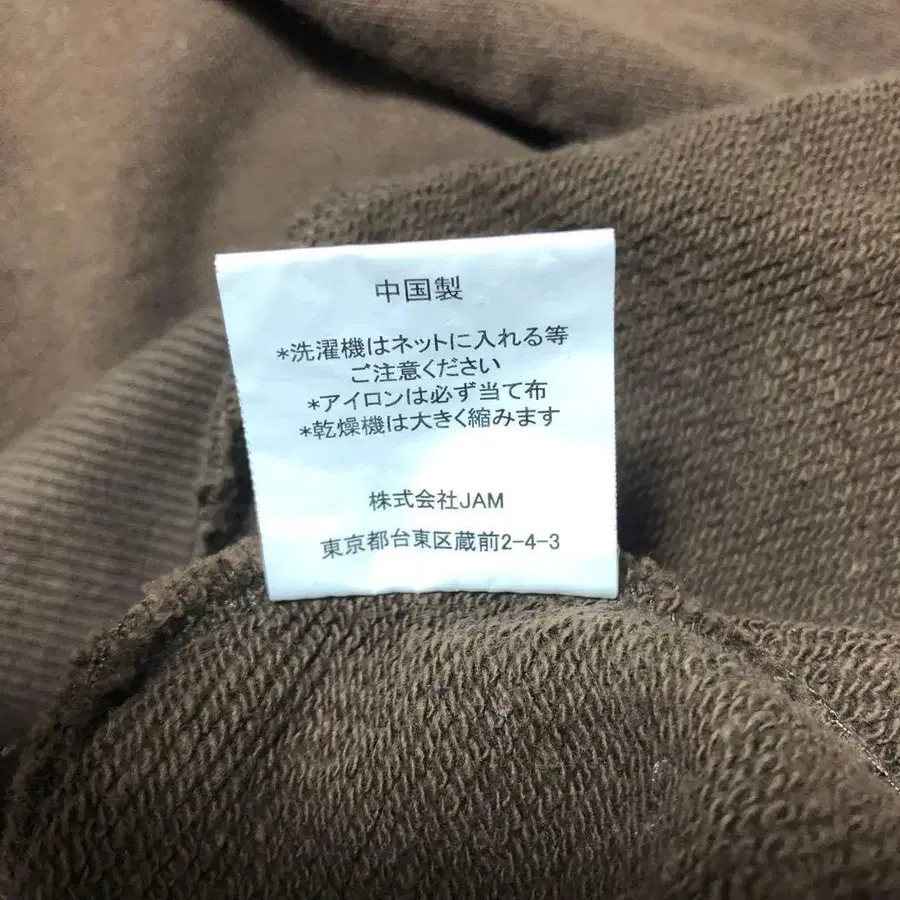 中国製
*洗濯機はネットに入れる等
ご注意ください
*アイロンは必ず当て布
*乾燥機は大きく縮みます
株式会社JAM
東京都台東区蔵前2-4-3